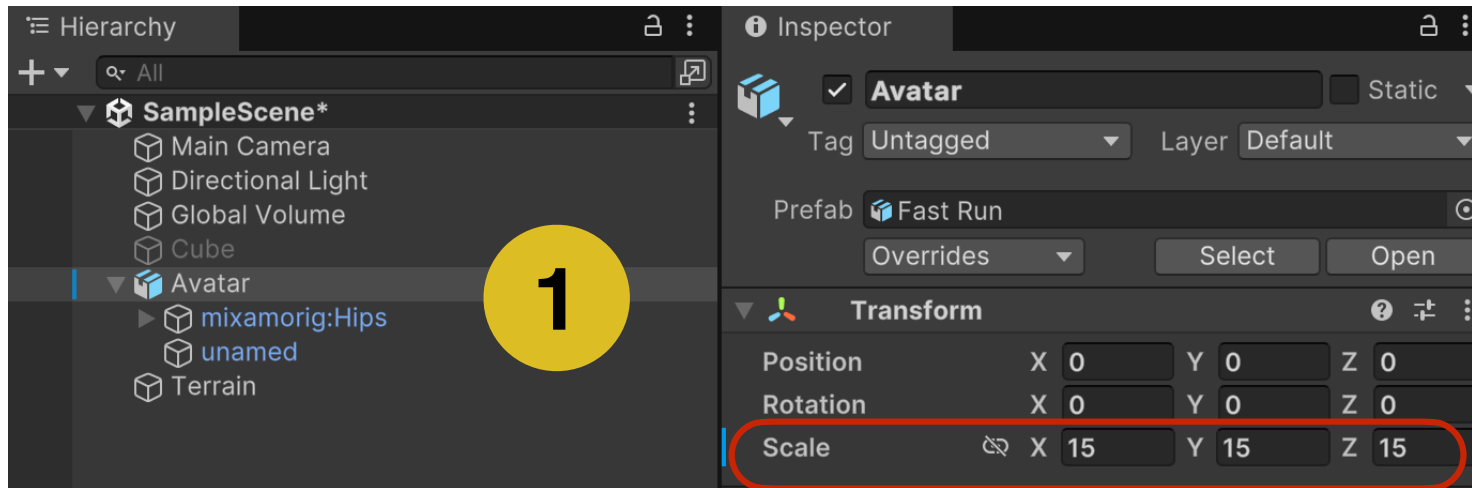 Hierarchy
All
SampleScene*
Main Camera
Directional Light
Global Volume
Cube
Avatar
mixamorig:Hips
unamed
Terrain
1
Inspector
Avatar Static
Tag Untagged Layer Default
Prefab Fast Run
Overrides Select Open
Transform
Position X 0 Y 0 Z 0
Rotation X 0 Y 0 Z 0
Scale X 15 Y 15 Z 15